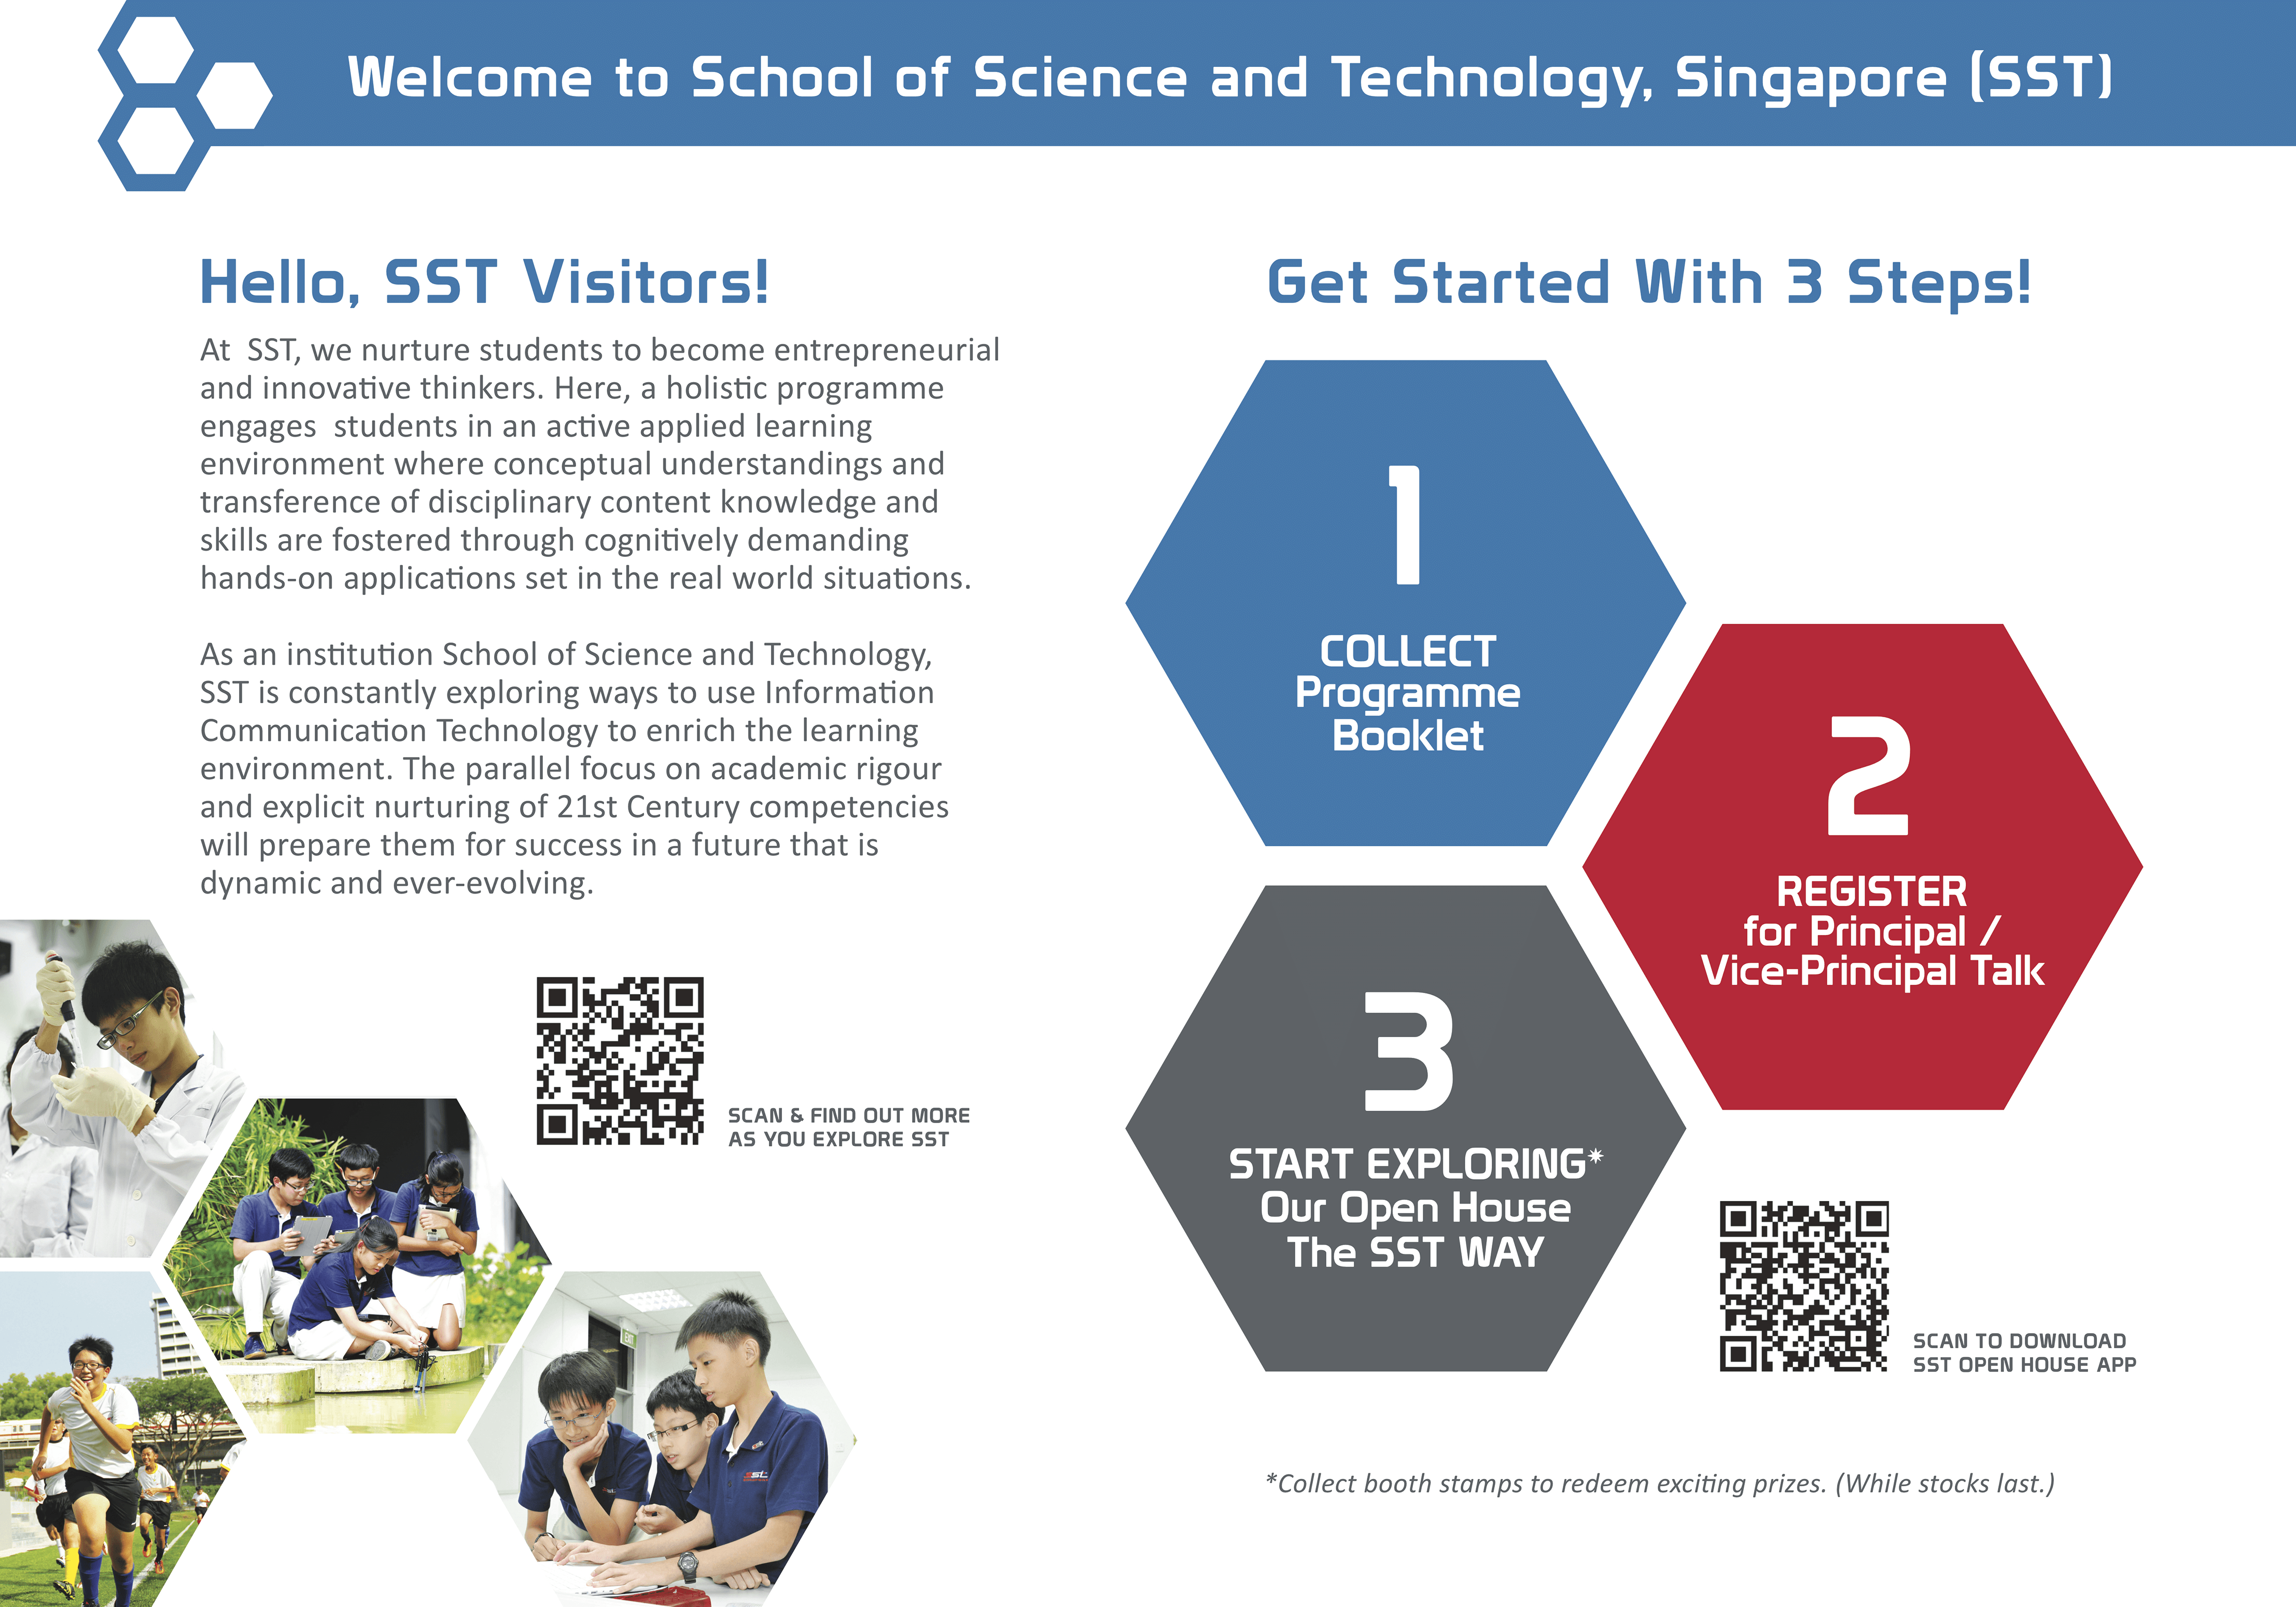 Welcome to School of Science and Technology, Singapore (SST)
Hello, SST Visitors!
At  SST, we nurture students to become entrepreneurial
and innovative thinkers. Here, a holistic programme
engages  students in an active applied learning
environment where conceptual understandings and
transference of disciplinary content knowledge and
skills are fostered through cognitively demanding
hands-on applications set in the real world situations.
As an institution School of Science and Technology,
SST is constantly exploring ways to use Information
Communication Technology to enrich the learning
environment. The parallel focus on academic rigour
and explicit nurturing of 21st Century competencies
will prepare them for success in a future that is
dynamic and ever-evolving.
SCAN & FIND OUT MORE
AS YOU EXPLORE SST
EXIT
sst
Get Started With 3 Steps!
1
COLLECT
Programme
Booklet
2
REGISTER
for Principal /
Vice-Principal Talk
3
START EXPLORING*
Our Open House
The SST WAY
SCAN TO DOWNLOAD
SST OPEN HOUSE APP
*Collect booth stamps to redeem exciting prizes. (While stocks last.)